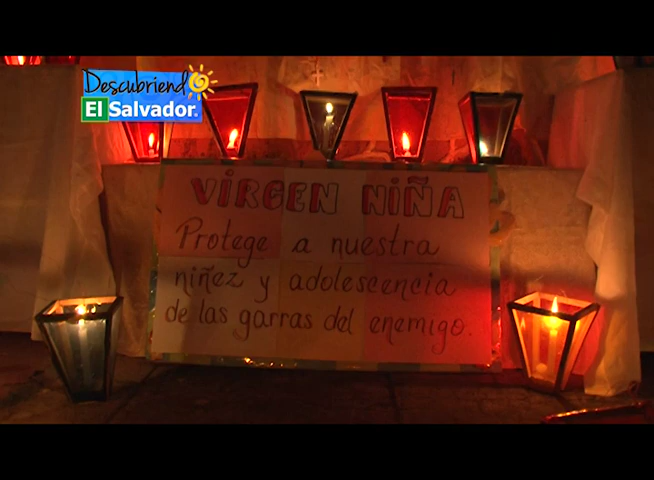 Descubriendo
El Salvador
VIRGEN NIÑA
Protege a nuestra
niñez y adolescencia
de las garras del enemigo.